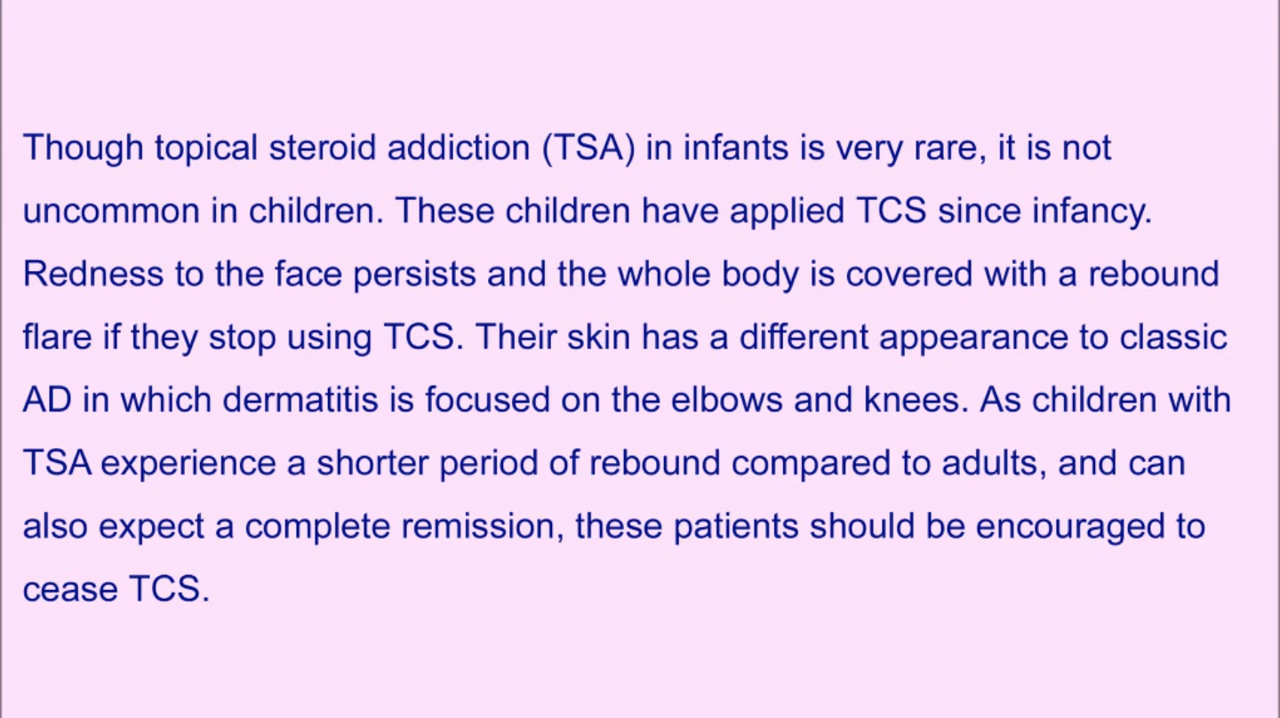 Though topical steroid addiction (TSA) in infants is very rare, it is not
uncommon in children. These children have applied TCS since infancy.
Redness to the face persists and the whole body is covered with a rebound
flare if they stop using TCS. Their skin has a different appearance to classic
AD in which dermatitis is focused on the elbows and knees. As children with
TSA experience a shorter period of rebound compared to adults, and can
also expect a complete remission, these patients should be encouraged to
cease TCS.